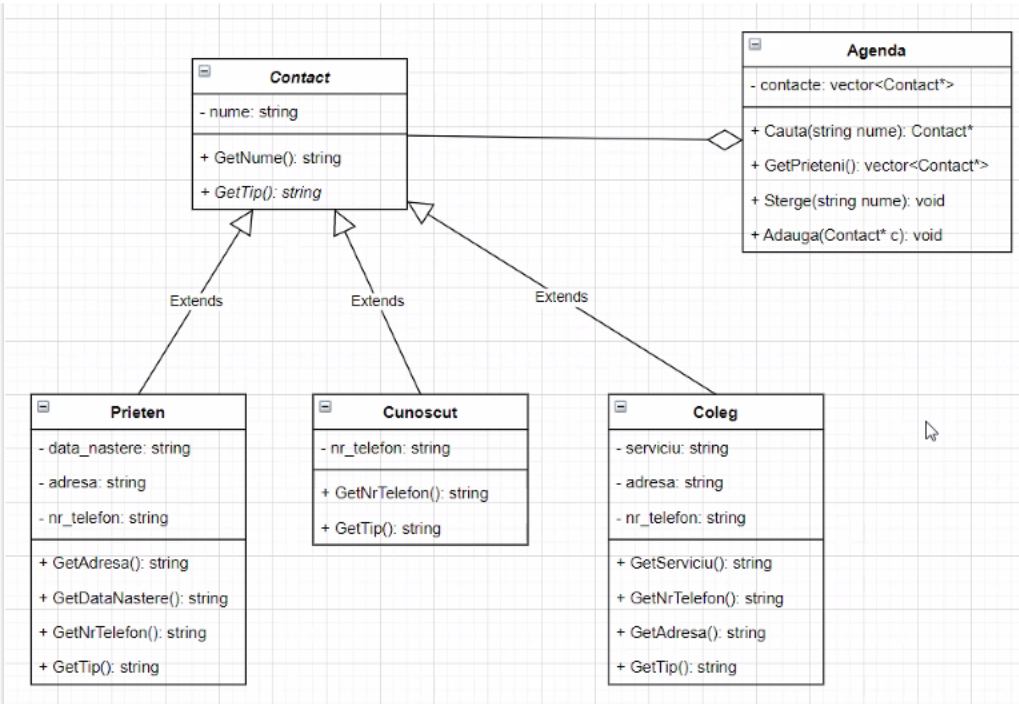 Contact
- nume: string
+ GetNume(): string
+ GetTip(): string
Agenda
- contacte: vector<Contact*>
+ Cauta(string nume): Contact*
+ GetPrieteni(): vector<Contact*>
+ Sterge(string nume): void
+ Adauga(Contact* c): void
Extends
Extends
Extends
Prieten
- data_nastere: string
- adresa: string
- nr_telefon: string
+ GetAdresa(): string
+ GetDataNastere(): string
+ GetNrTelefon(): string
+ GetTip(): string
Cunoscut
- nr_telefon: string
+ GetNrTelefon(): string
+ GetTip(): string
Coleg
- serviciu: string
- adresa: string
- nr_telefon: string
+ GetServiciu(): string
+ GetNrTelefon(): string
+ GetAdresa(): string
+ GetTip(): string